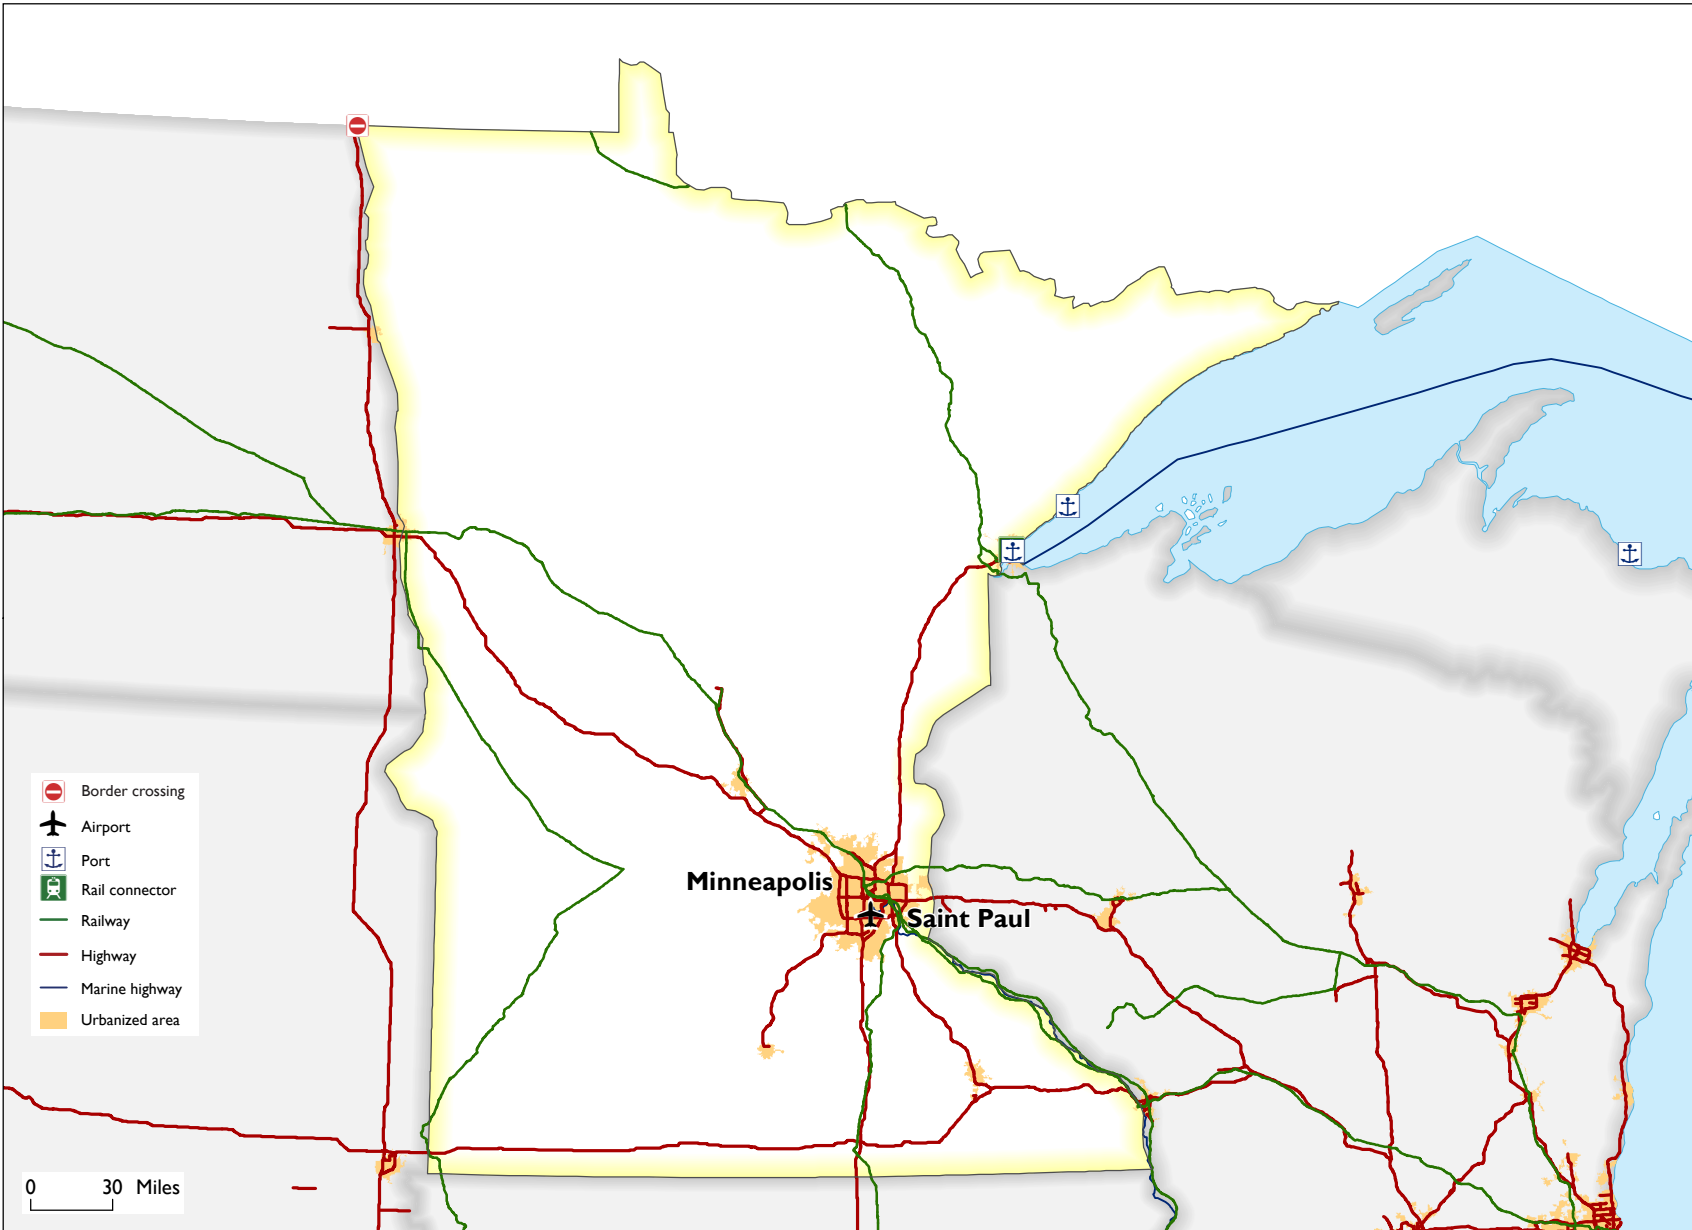 Minneapolis
Saint Paul
Border crossing
Airport
Port
Rail connector
Railway
Highway
Marine highway
Urbanized area
0 30 Miles